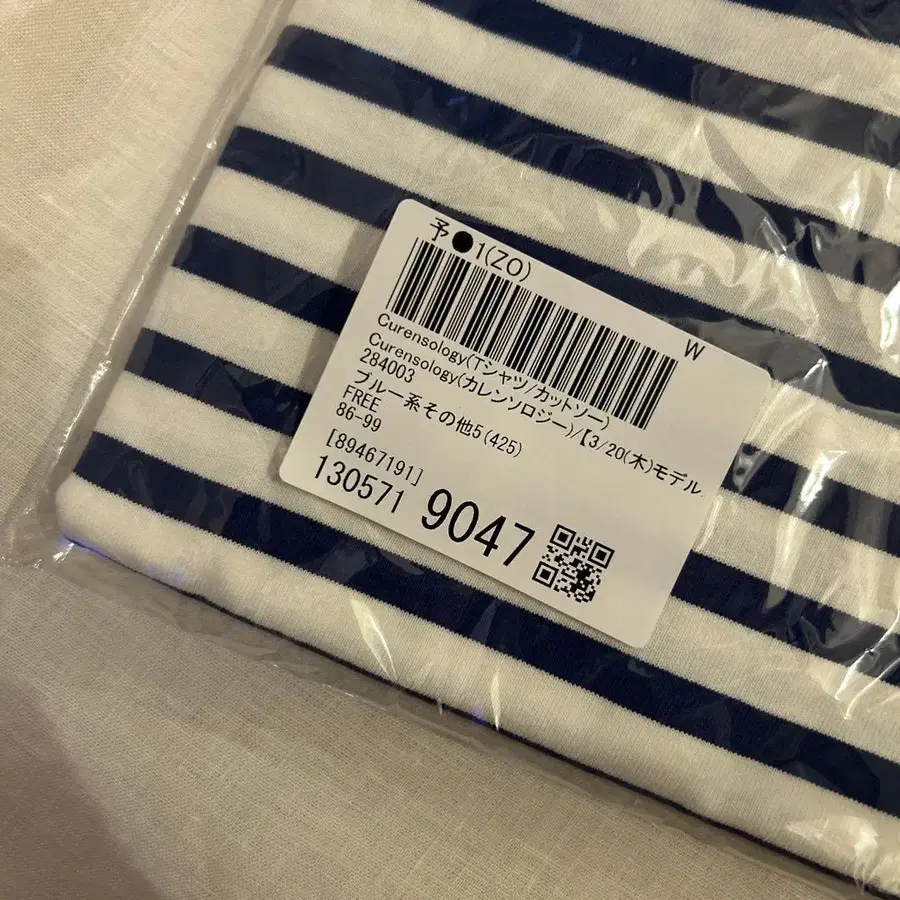 予●1(ZO)
W
Curensology(Tシャツ/カットソー)
Curensology(カレンソロジー)/【3/20(木)モデル
284003
ブルー系その他5(425)
FREE
86-99
[89467191]
130571 9047